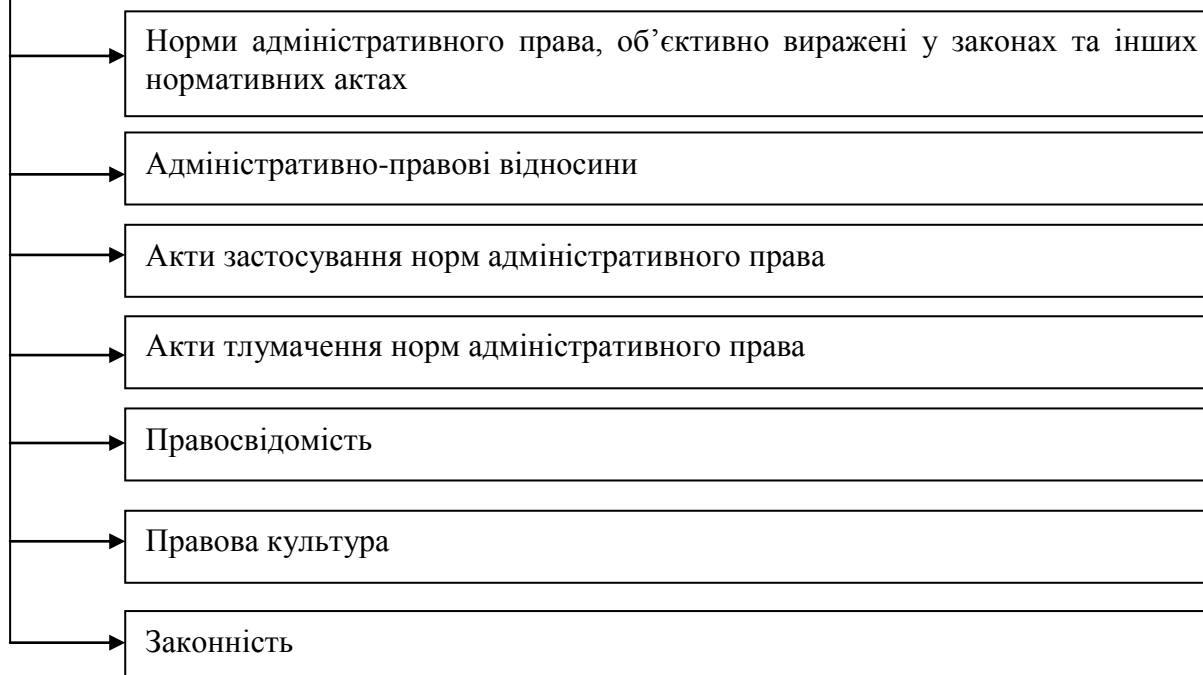 Норми адміністративного права, об’єктивно виражені у законах та інших
нормативних актах
Адміністративно-правові відносини
Акти застосування норм адміністративного права
Акти тлумачення норм адміністративного права
Правосвідомість
Правова культура
Законність